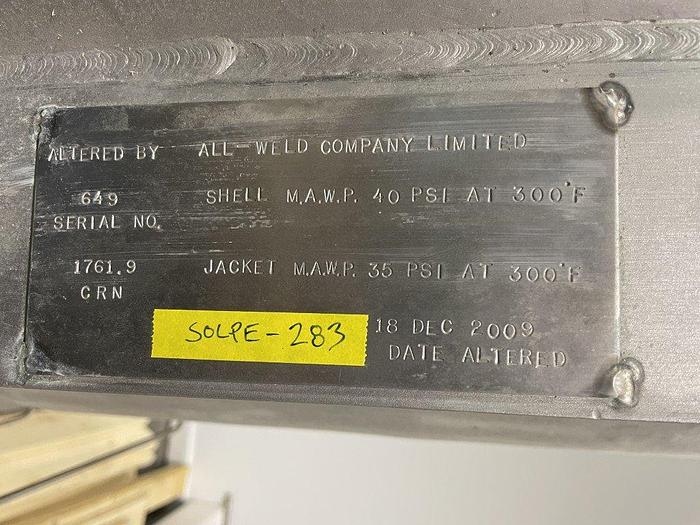 ALTERED BY ALL-WELD COMPANY LIMITED
649 SHELL M.A.W.P. 40 PSI AT 300°F
SERIAL NO.
1761.9 JACKET M.A.W.P. 35 PSI AT 300°F
CRN
SOLPE-283 18 DEC 2009
DATE ALTERED